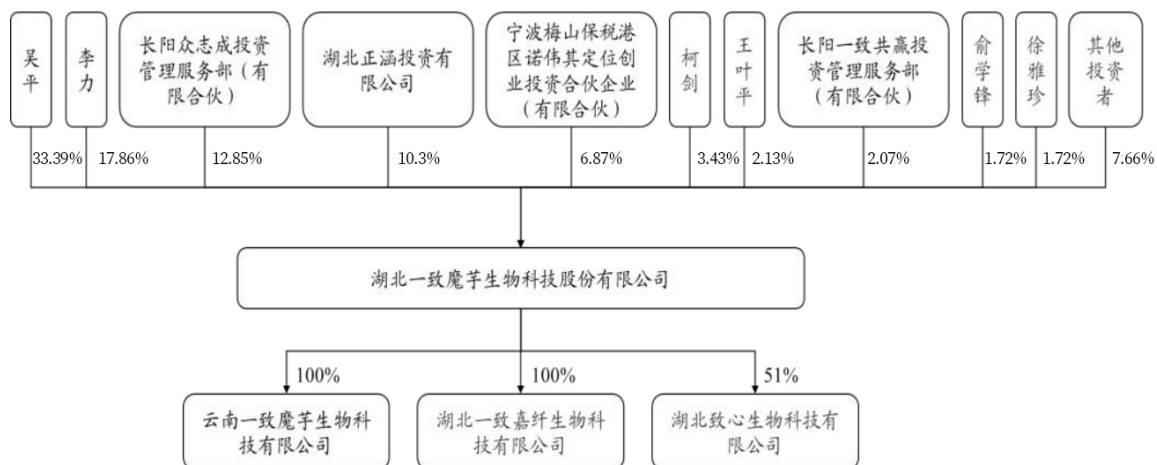 吴平
李力
长阳众志成投资
管理服务部（有
限合伙）
湖北正涵投资有
限公司
宁波梅山保税港
区诺伟其定位创
业投资合伙企业
（有限合伙）
柯剑
王叶平
长阳一致共赢投
资管理服务部
（有限合伙）
俞学锋
徐雅珍
其他
投资
者
33.39%
17.86%
12.85%
10.3%
6.87%
3.43%
2.13%
2.07%
1.72%
1.72%
7.66%
湖北一致魔芋生物科技股份有限公司
100%
100%
51%
云南一致魔芋生物科
技有限公司
湖北一致嘉纤生物科
技有限公司
湖北致心生物科技有
限公司